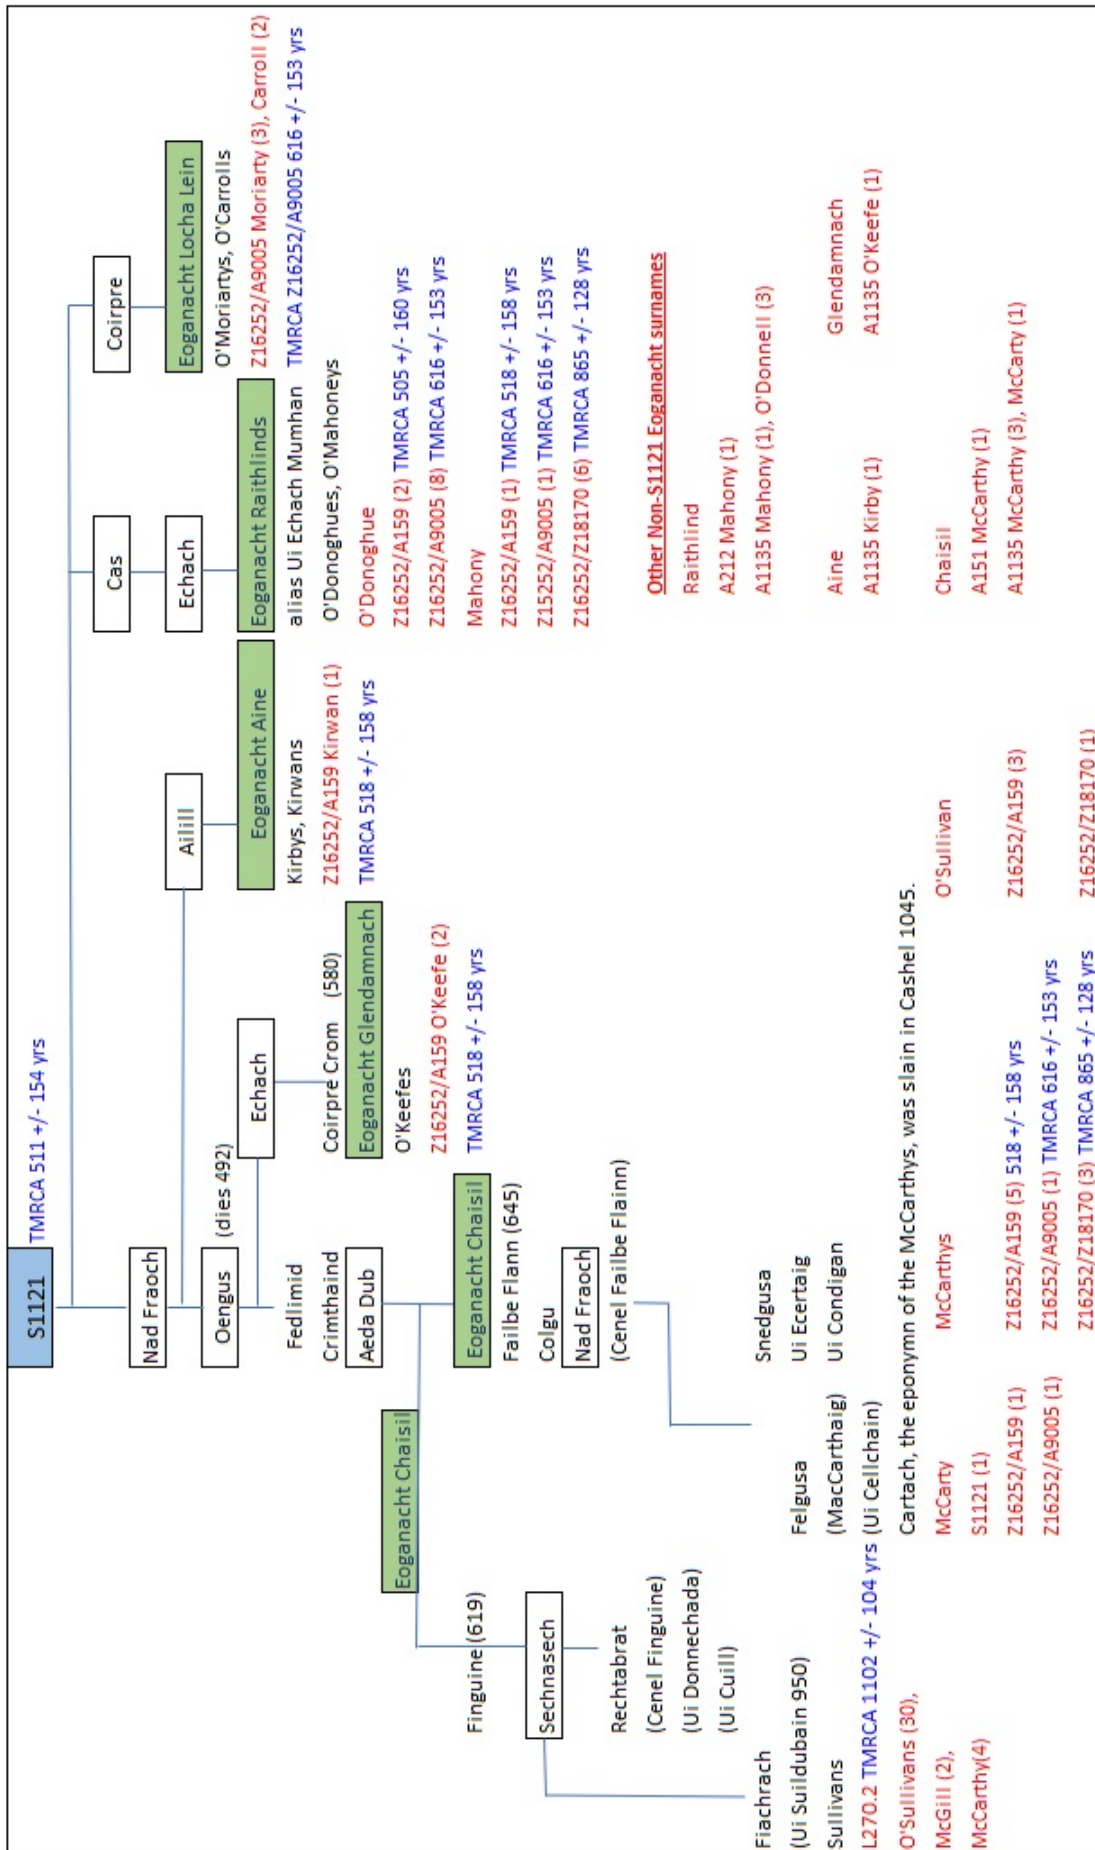 S1121
TMRCA 511 +/- 154 yrs
Nad Fraoch
Oengus
(dies 492)
Fedlimid
Crimthaind
Aeda Dub
Echach
Coirpre Crom (580)
Eoganacht Glendamnach
O'Keefes
Z16252/A159 O'Keefe (2)
TMRCA 518 +/- 158 yrs
Ailill
Eoganacht Aine
Kirbys, Kirwans
Z16252/A159 Kirwan (1)
TMRCA 518 +/- 158 yrs
Cas
Echach
Eoganacht Raithlinds
alias Ui Echach Mumhan
O'Donoghues, O'Mahoneys
O'Donoghue
Z16252/A159 (2) TMRCA 505 +/- 160 yrs
Z16252/A9005 (8) TMRCA 616 +/- 153 yrs
Mahony
Z16252/A159 (1) TMRCA 518 +/- 158 yrs
Z15252/A9005 (1) TMRCA 616 +/- 153 yrs
Z16252/Z18170 (6) TMRCA 865 +/- 128 yrs
Coirpre
Eoganacht Locha Lein
O'Moriartys, O'Carrolls
Z16252/A9005 Moriarty (3), Carroll (2)
TMRCA Z16252/A9005 616 +/- 153 yrs
Eoganacht Chaisil
Finguine (619)
Sechnasech
Rechtabrat
(Cenel Finguine)
(Ui Donnechada)
(Ui Cuill)
Fiachrach
(Ui Suildubain 950)
Sullivans
L270.2 TMRCA 1102 +/- 104 yrs
O'Sullivans (30),
McGill (2),
McCarthy(4)
Eoganacht Chaisil
Failbe Flann (645)
Colgu
Nad Fraoch
(Cenel Failbe Flainn)
Felgusa
(MacCarthaig)
(Ui Cellchain)
Snedgusa
Ui Ecertaig
Ui Condigan
Cartach, the eponymn of the McCarthys, was slain in Cashel 1045.
McCarty
S1121 (1)
Z16252/A159 (1)
Z16252/A9005 (1)
McCarthys
Z16252/A159 (5) 518 +/- 158 yrs
Z16252/A9005 (1) TMRCA 616 +/- 153 yrs
Z16252/Z18170 (3) TMRCA 865 +/- 128 yrs
O'Sullivan
Z16252/A159 (3)
Z16252/Z18170 (1)
Other Non-S1121 Eoganacht surnames
Raithlind
A212 Mahony (1)
A1135 Mahony (1), O'Donnell (3)
Aine
A1135 Kirby (1)
Glendamnach
A1135 O'Keefe (1)
Chaisil
A151 McCarthy (1)
A1135 McCarthy (3), McCarty (1)